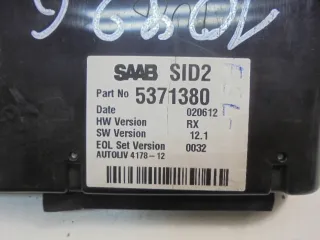 SAAB SID2
Part No 5371380
Date 020612
HW Version RX
SW Version 12.1
EOL Set Version 0032
AUTOLIV 4178-12